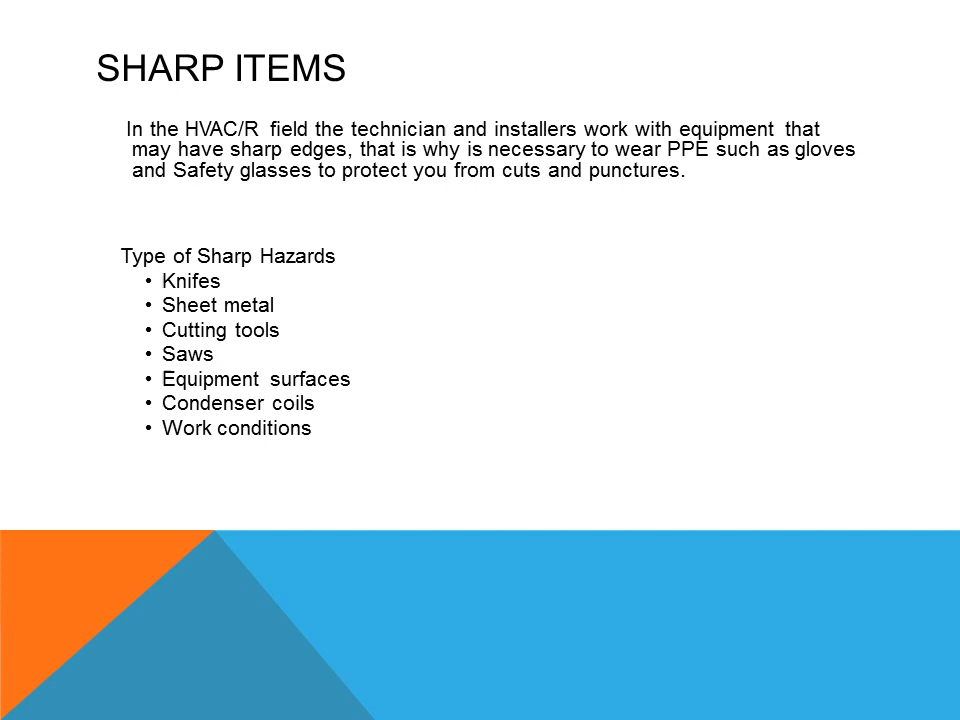 SHARP ITEMS
In the HVAC/R field the technician and installers work with equipment that
may have sharp edges, that is why is necessary to wear PPE such as gloves
and Safety glasses to protect you from cuts and punctures.
Type of Sharp Hazards
• Knifes
• Sheet metal
• Cutting tools
• Saws
• Equipment surfaces
• Condenser coils
• Work conditions